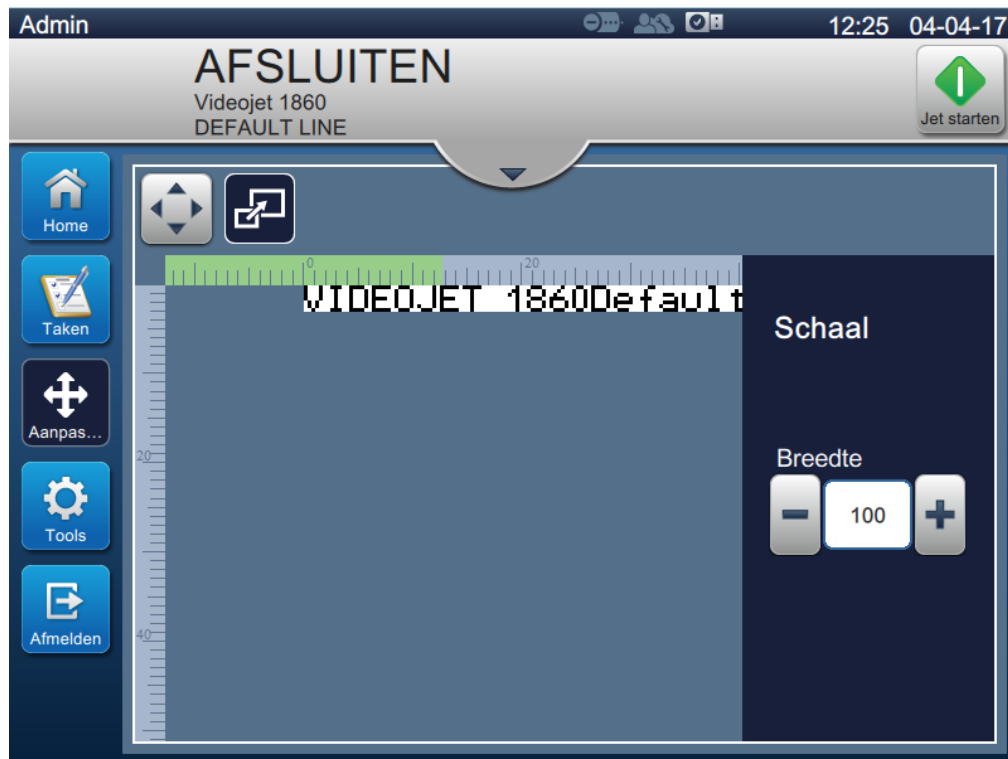 Admin
12:25 04-04-17
AFSLUITEN
Videojet 1860
DEFAULT LINE
Jet starten
Home
Taken
Aanpas...
Tools
Afmelden
0 20
VIDEOJET 1860Default
20
40
Schaal
Breedte
100